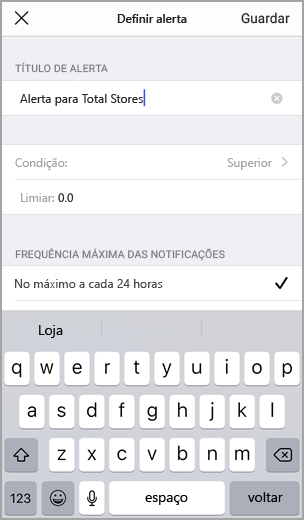 Definir alerta Guardar
TÍTULO DE ALERTA
Alerta para Total Stores
Condição: Superior
Limiar: 0.0
FREQUÊNCIA MÁXIMA DAS NOTIFICAÇÕES
No máximo a cada 24 horas
Loja
q w e r t y u i o p
a s d f g h j k l
z x c v b n m
123 espaço voltar